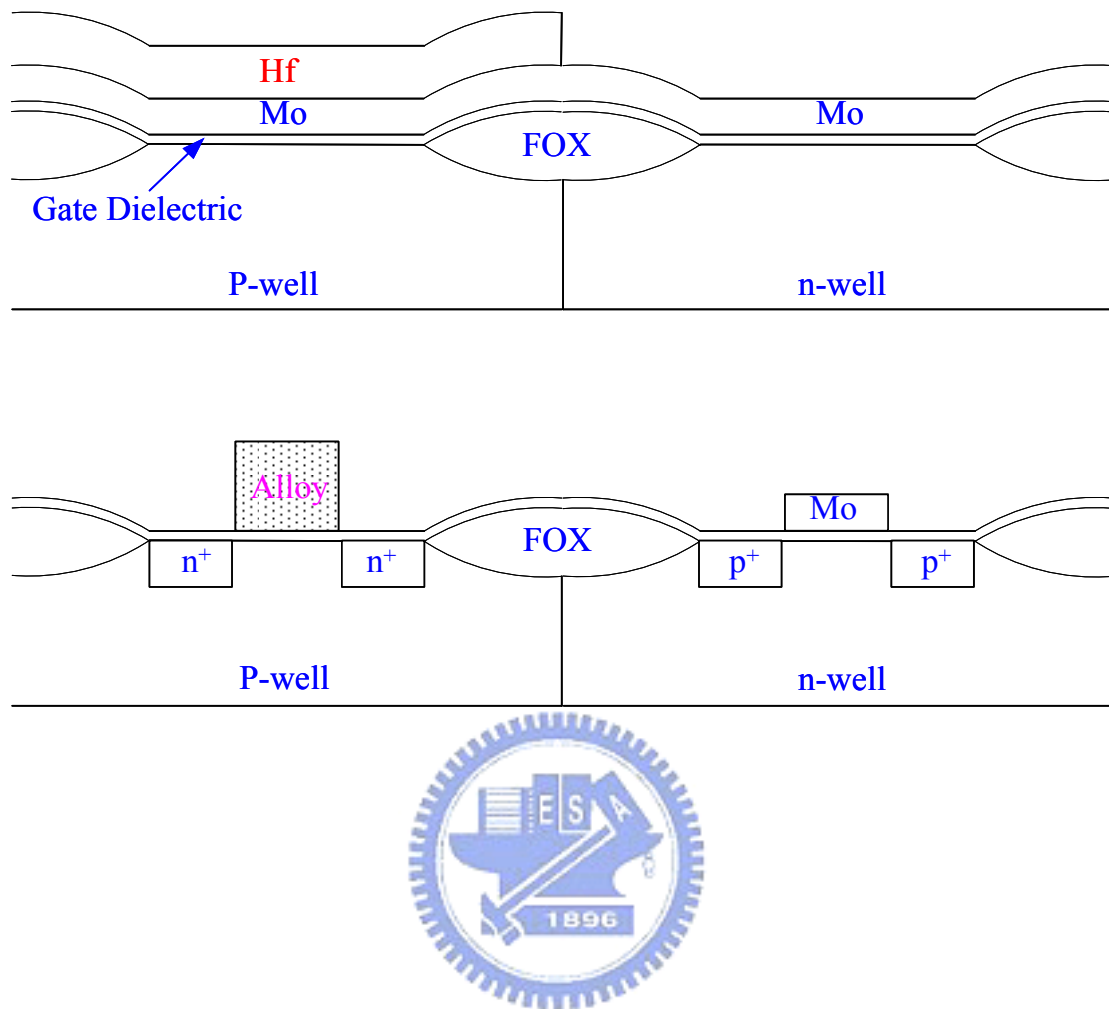 Hf
Mo
Mo
FOX
Gate Dielectric
P-well
n-well
Alloy
Mo
FOX
n+
n+
p+
p+
P-well
n-well
E S A
1896